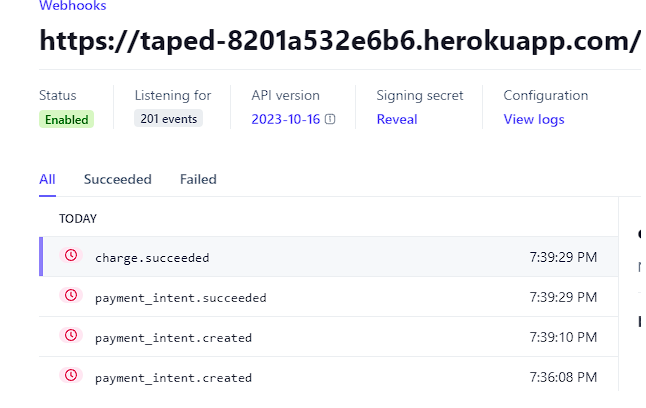 Webhooks
https://taped-8201a532e6b6.herokuapp.com/
Status Listening for API version Signing secret Configuration
Enabled 201 events 2023-10-16 Reveal View logs
All Succeeded Failed
TODAY
charge.succeeded 7:39:29 PM
payment_intent.succeeded 7:39:29 PM
payment_intent.created 7:39:10 PM
payment_intent.created 7:36:08 PM